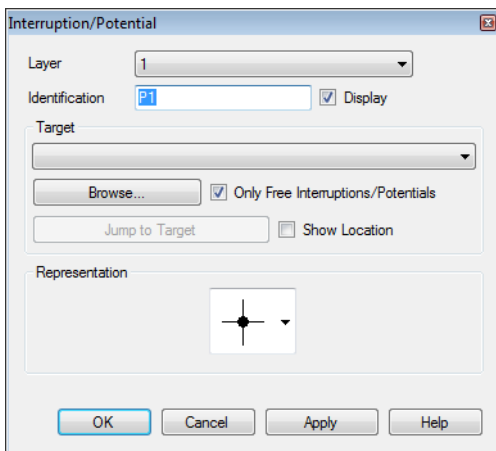 Interruption/Potential
Layer 1
Identification P1 Display
Target
Browse... Only Free Interruptions/Potentials
Jump to Target Show Location
Representation
OK Cancel Apply Help